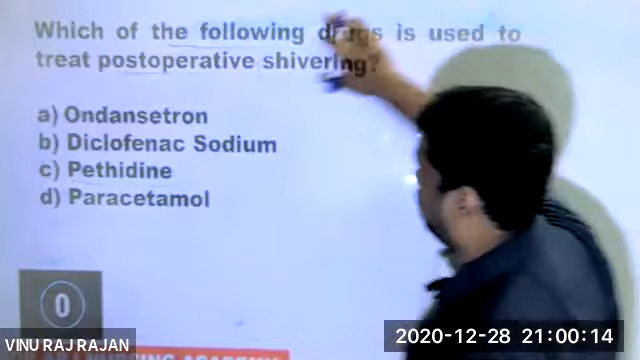 Which of the following drugs is used to
treat postoperative shivering?
a) Ondansetron
b) Diclofenac Sodium
c) Pethidine
d) Paracetamol
0
VINU RAJ RAJAN
2020-12-28 21:00:14